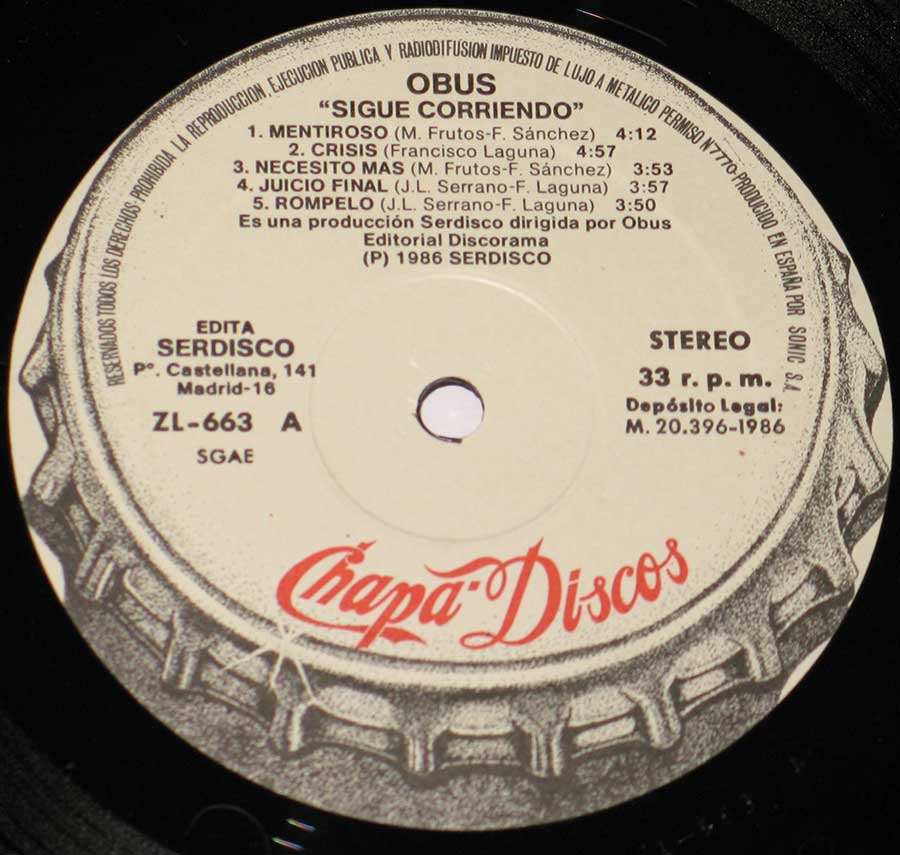 RESERVADOS TODOS LOS DERECHOS-PROHIBIDA LA REPRODUCCION, EJECUCION PUBLICA Y RADIODIFUSION IMPUESTO DE LUJO A METALICO PERMISO N.º 7770-PRODUCIDO EN ESPAÑA POR SONIC S.A.
OBUS
“SIGUE CORRIENDO”
1. MENTIROSO (M. Frutos-F. Sánchez) 4:12
2. CRISIS (Francisco Laguna) 4:57
3. NECESITO MAS (M. Frutos-F. Sánchez) 3:53
4. JUICIO FINAL (J.L. Serrano-F. Laguna) 3:57
5. ROMPELO (J.L. Serrano-F. Laguna) 3:50
Es una producción Serdisco dirigida por Obus
Editorial Discorama
(P) 1986 SERDISCO
EDITA
SERDISCO
Pº. Castellana, 141
Madrid-16
ZL-663 A
SGAE
STEREO
33 r. p. m.
Depósito Legal:
M. 20.396-1986
Chapa-Discos